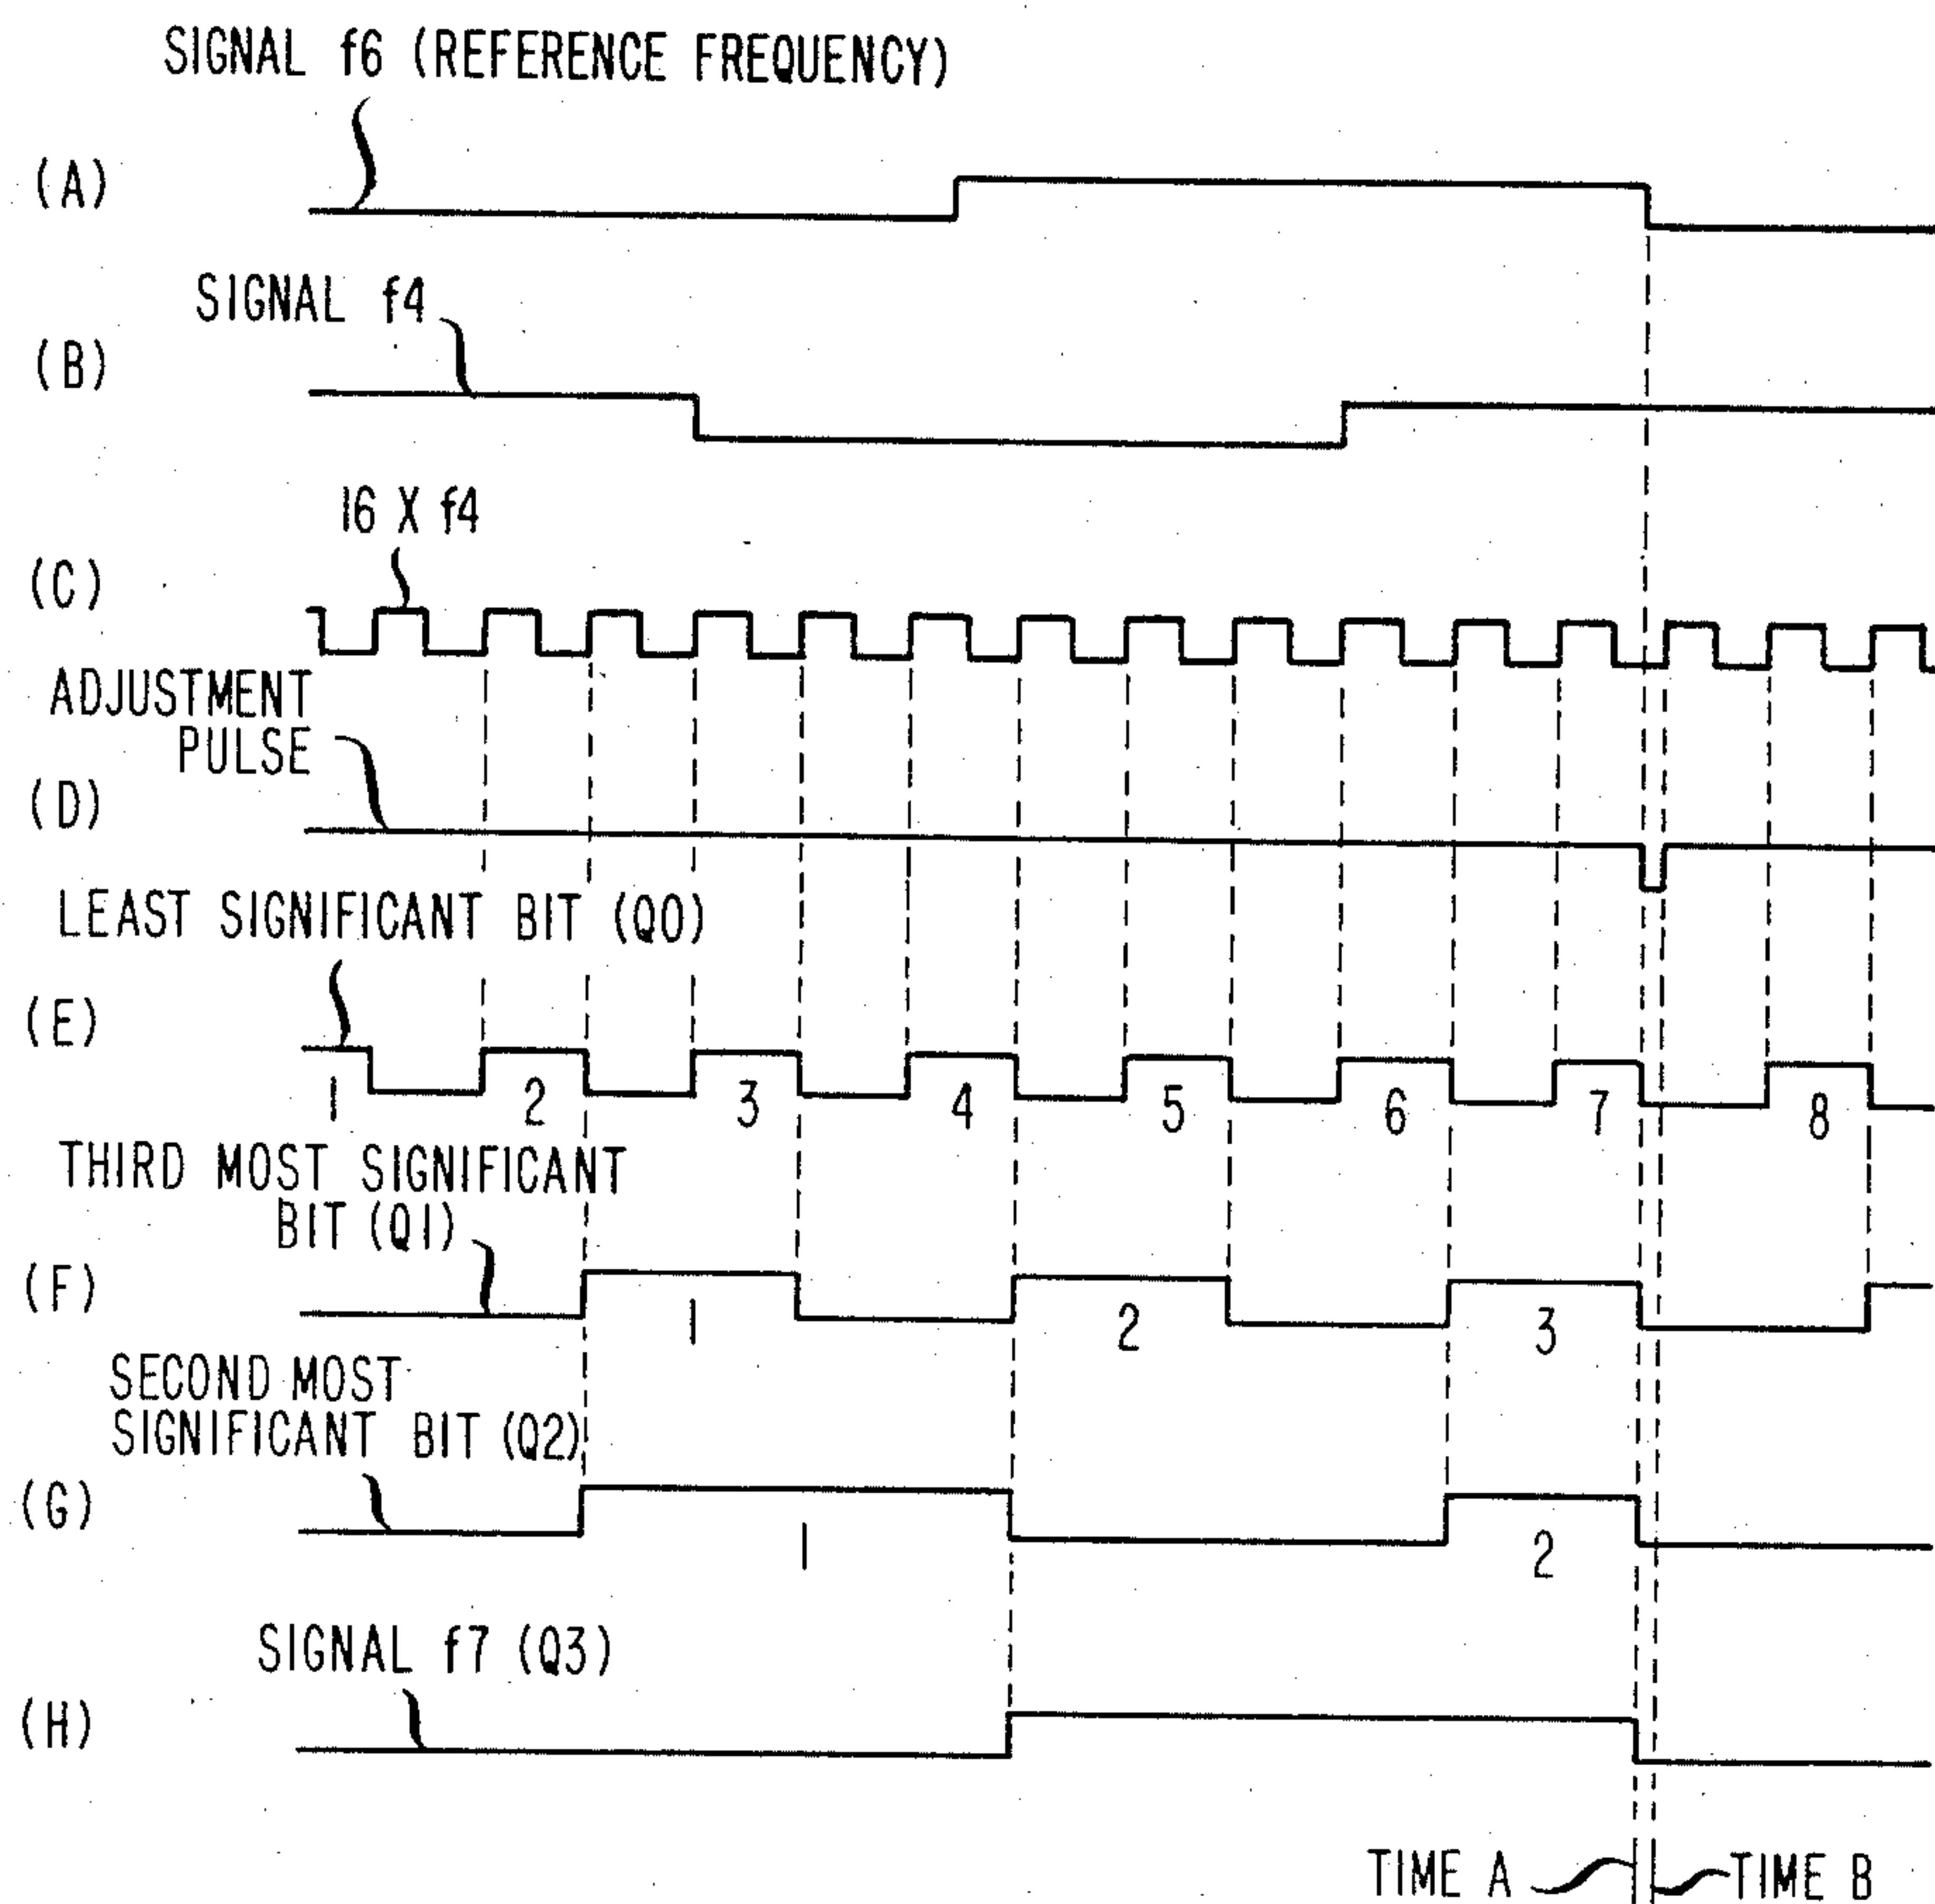 SIGNAL f6 (REFERENCE FREQUENCY)
(A)
SIGNAL f4
(B)
16 X f4
(C)
ADJUSTMENT
PULSE
(D)
LEAST SIGNIFICANT BIT (Q0)
(E)
1 2 3 4 5 6 7 8
THIRD MOST SIGNIFICANT
BIT (Q1)
(F)
1 2 3
SECOND MOST
SIGNIFICANT BIT (Q2)
(G)
1 2
SIGNAL f7 (Q3)
(H)
TIME A TIME B